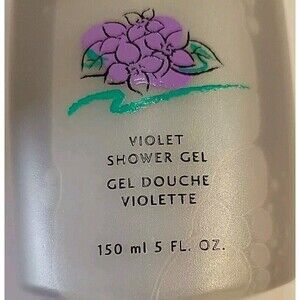 VIOLET
SHOWER GEL
GEL DOUCHE
VIOLETTE
150 ml 5 FL. OZ.